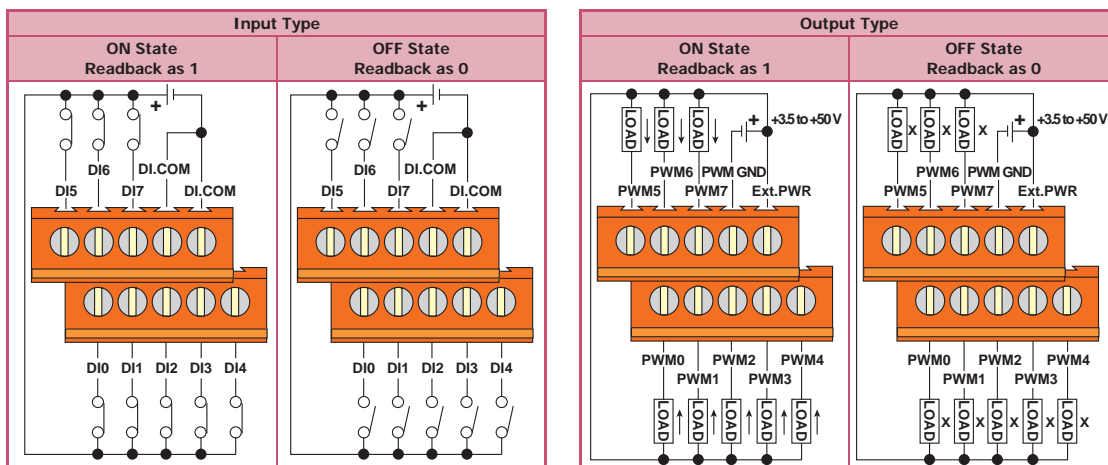 Input Type
ON State
Readback as 1
OFF State
Readback as 0
+
DI6
DI.COM
DI5
DI7
DI.COM
DI0
DI1
DI2
DI3
DI4
+
DI6
DI.COM
DI5
DI7
DI.COM
DI0
DI1
DI2
DI3
DI4
Output Type
ON State
Readback as 1
OFF State
Readback as 0
LOAD
LOAD
LOAD
+
+3.5 to +50 V
PWM6
PWM GND
PWM5
PWM7
Ext.PWR
PWM0
PWM2
PWM4
PWM1
PWM3
LOAD
LOAD
LOAD
LOAD
LOAD
LOAD
X
LOAD
X
LOAD
X
+
+3.5 to +50 V
PWM6
PWM GND
PWM5
PWM7
Ext.PWR
PWM0
PWM2
PWM4
PWM1
PWM3
LOAD
X
LOAD
X
LOAD
X
LOAD
X
LOAD
X